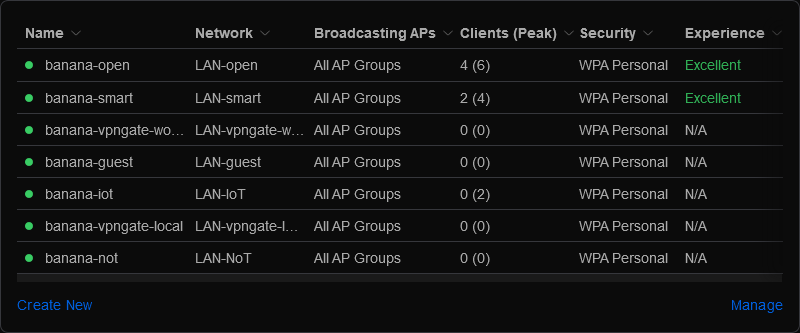 Name Network Broadcasting APs Clients (Peak) Security Experience
banana-open LAN-open All AP Groups 4 (6) WPA Personal Excellent
banana-smart LAN-smart All AP Groups 2 (4) WPA Personal Excellent
banana-vpngate-wo... LAN-vpngate-w... All AP Groups 0 (0) WPA Personal N/A
banana-guest LAN-guest All AP Groups 0 (0) WPA Personal N/A
banana-iot LAN-IoT All AP Groups 0 (2) WPA Personal N/A
banana-vpngate-local LAN-vpngate-l... All AP Groups 0 (0) WPA Personal N/A
banana-not LAN-NoT All AP Groups 0 (0) WPA Personal N/A
Create New Manage